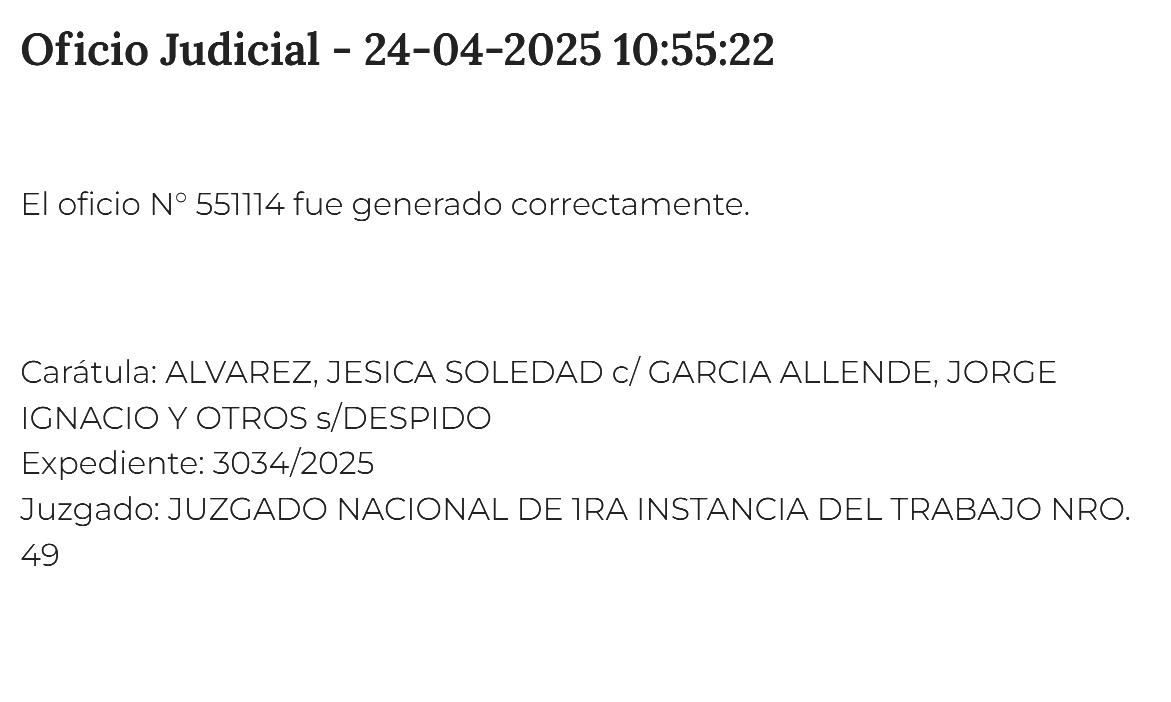 Oficio Judicial - 24-04-2025 10:55:22
El oficio N° 551114 fue generado correctamente.
Carátula: ALVAREZ, JESICA SOLEDAD c/ GARCIA ALLENDE, JORGE
IGNACIO Y OTROS s/DESPIDO
Expediente: 3034/2025
Juzgado: JUZGADO NACIONAL DE 1RA INSTANCIA DEL TRABAJO NRO.
49